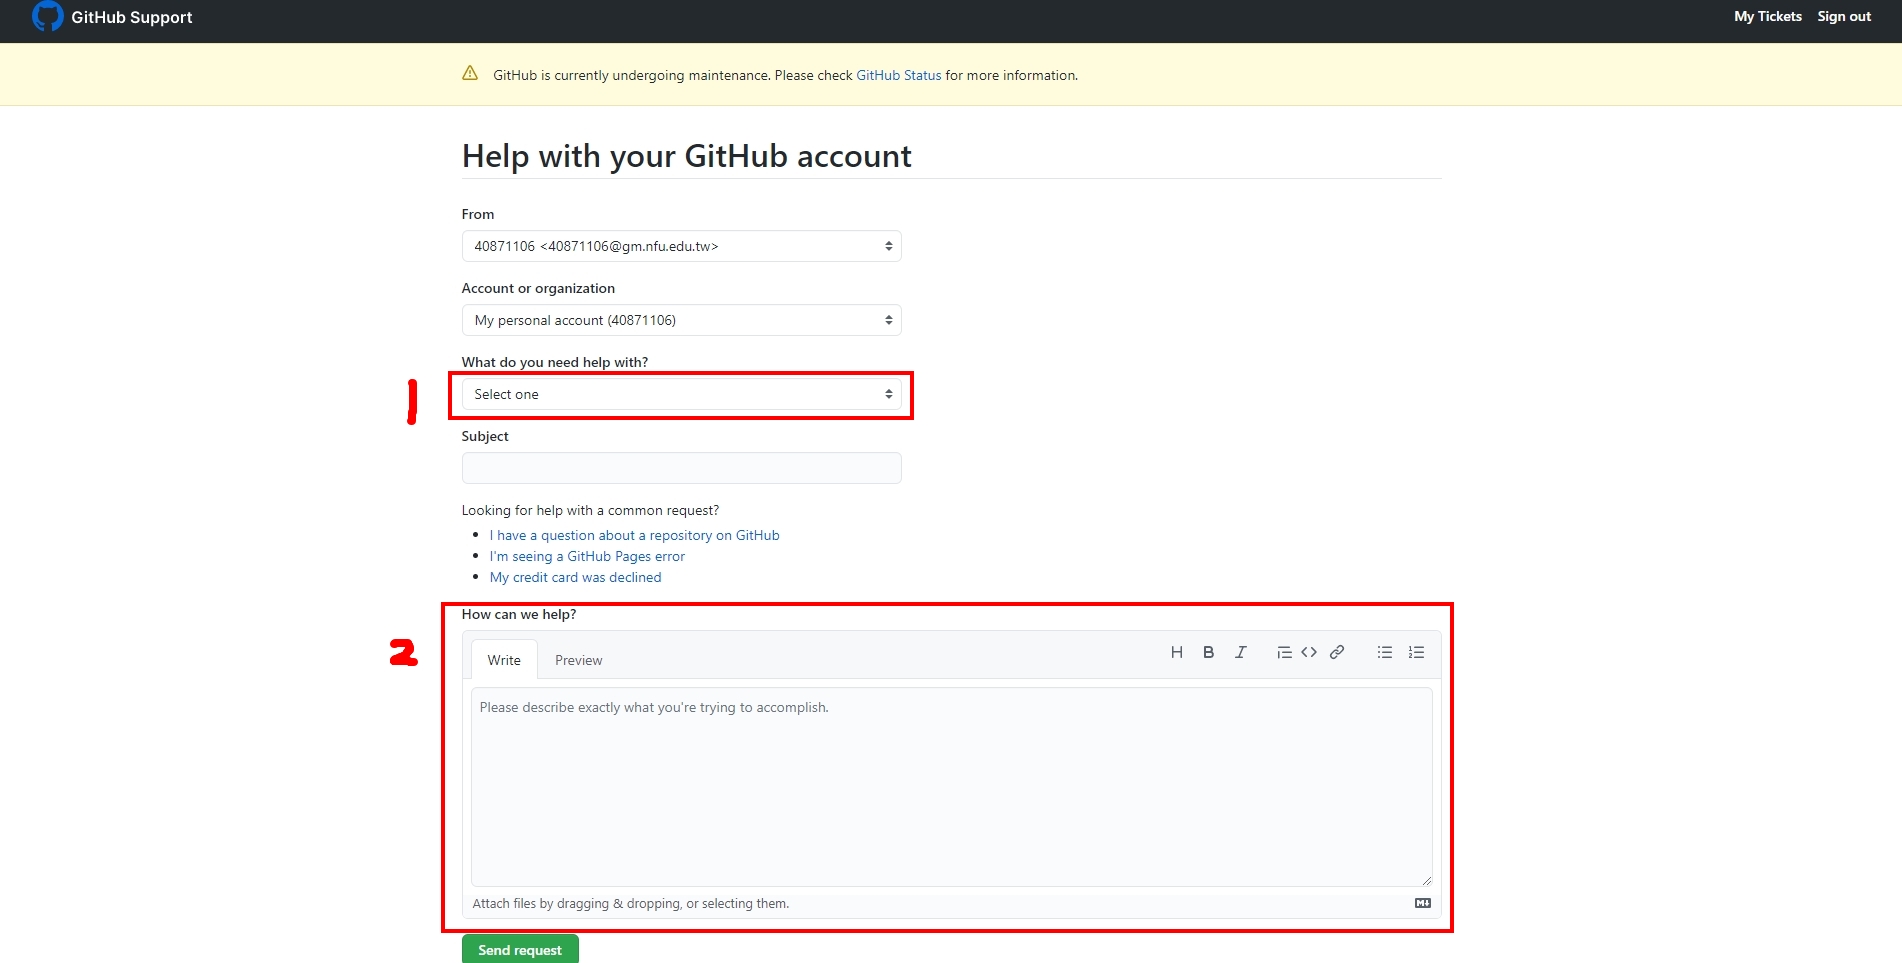 GitHub Support
My Tickets Sign out
GitHub is currently undergoing maintenance. Please check GitHub Status for more information.
Help with your GitHub account
From
40871106 <40871106@gm.nfu.edu.tw>
Account or organization
My personal account (40871106)
What do you need help with?
1
Select one
Subject
Looking for help with a common request?
I have a question about a repository on GitHub
I'm seeing a GitHub Pages error
My credit card was declined
How can we help?
2
Write Preview H B I
Please describe exactly what you're trying to accomplish.
Attach files by dragging & dropping, or selecting them.
Send request